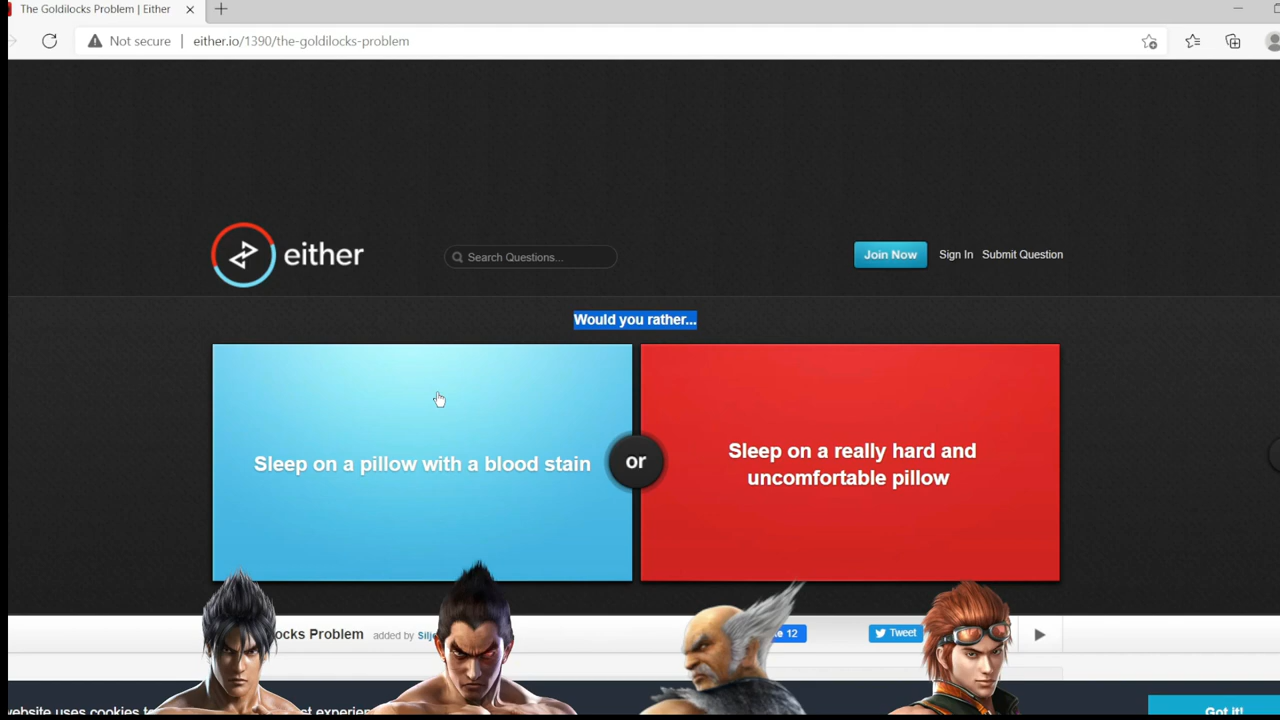 The Goldilocks Problem | Either
Not secure
either.io/1390/the-goldilocks-problem
either
Search Questions...
Join Now
Sign In
Submit Question
Would you rather...
Sleep on a pillow with a blood stain
or
Sleep on a really hard and
uncomfortable pillow
Problem
added by
12
Tweet
uses cookies
Got it!